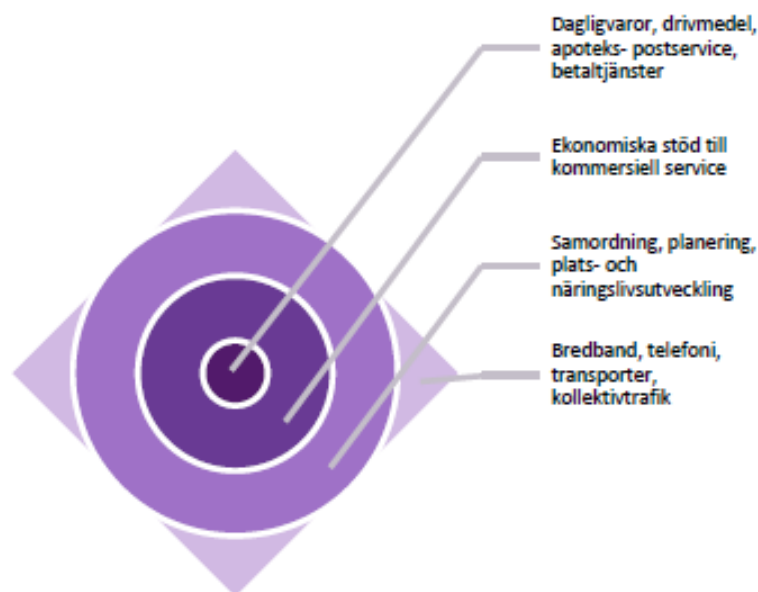 Dagligvaror, drivmedel,
apoteks- postservice,
betaltjänster
Ekonomiska stöd till
kommersiell service
Samordning, planering,
plats- och
näringslivsutveckling
Bredband, telefoni,
transporter,
kollektivtrafik